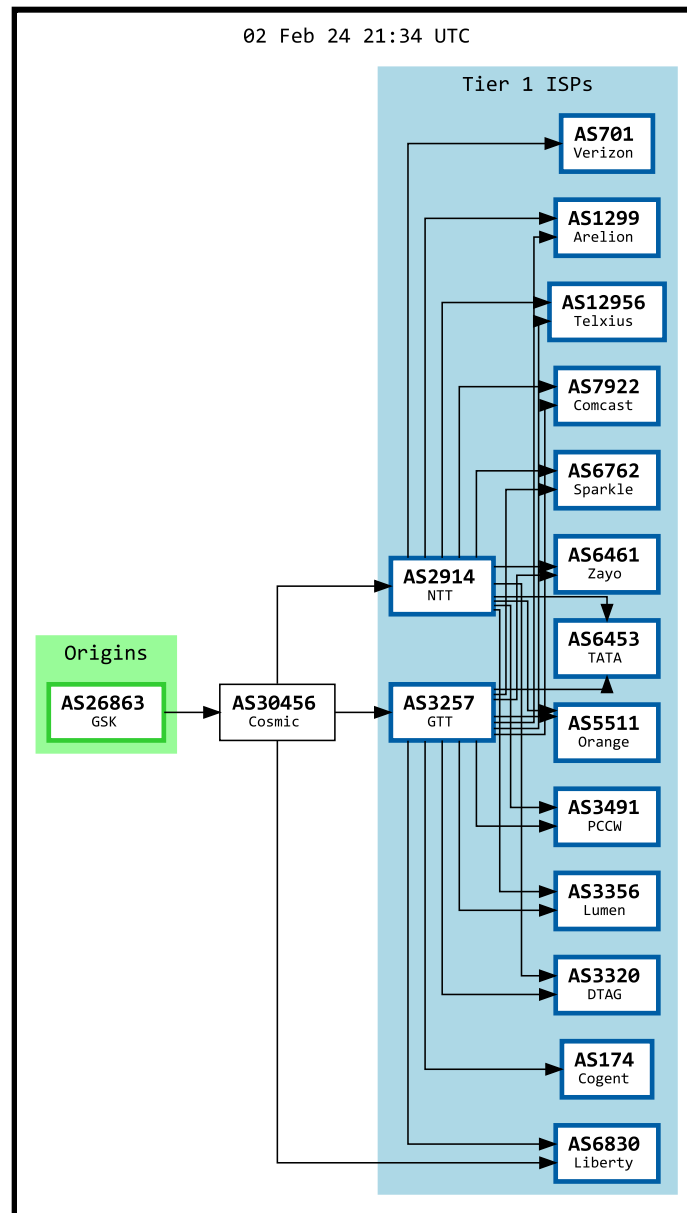 02 Feb 24 21:34 UTC
Tier 1 ISPs
AS701
Verizon
AS1299
Arelion
AS12956
Telxius
AS7922
Comcast
AS6762
Sparkle
AS2914
NTT
AS6461
Zayo
AS6453
TATA
Origins
AS26863
GSK
AS30456
Cosmic
AS3257
GTT
AS5511
Orange
AS3491
PCCW
AS3356
Lumen
AS3320
DTAG
AS174
Cogent
AS6830
Liberty